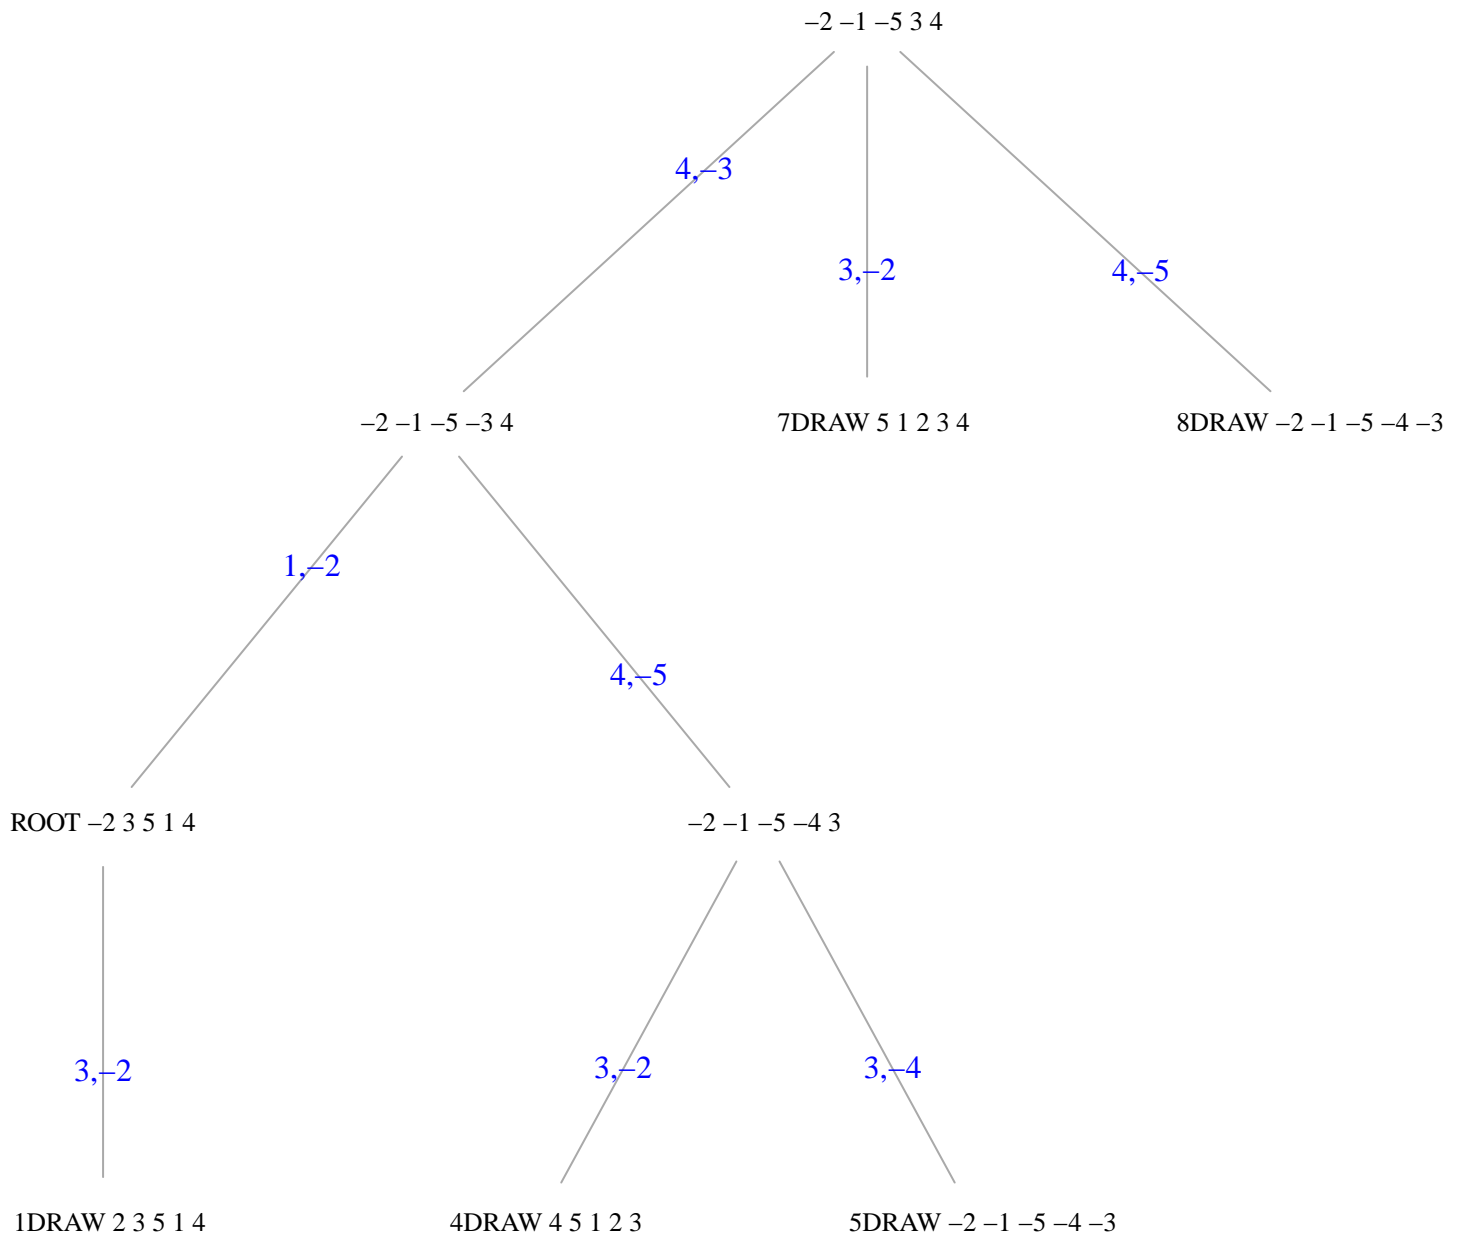 –2 –1 –5 3 4
4,–3
3,–2
4,–5
–2 –1 –5 –3 4
7DRAW 5 1 2 3 4
8DRAW –2 –1 –5 –4 –3
1,–2
4,–5
ROOT –2 3 5 1 4
–2 –1 –5 –4 3
3,–2
3,–2
3,–4
1DRAW 2 3 5 1 4
4DRAW 4 5 1 2 3
5DRAW –2 –1 –5 –4 –3